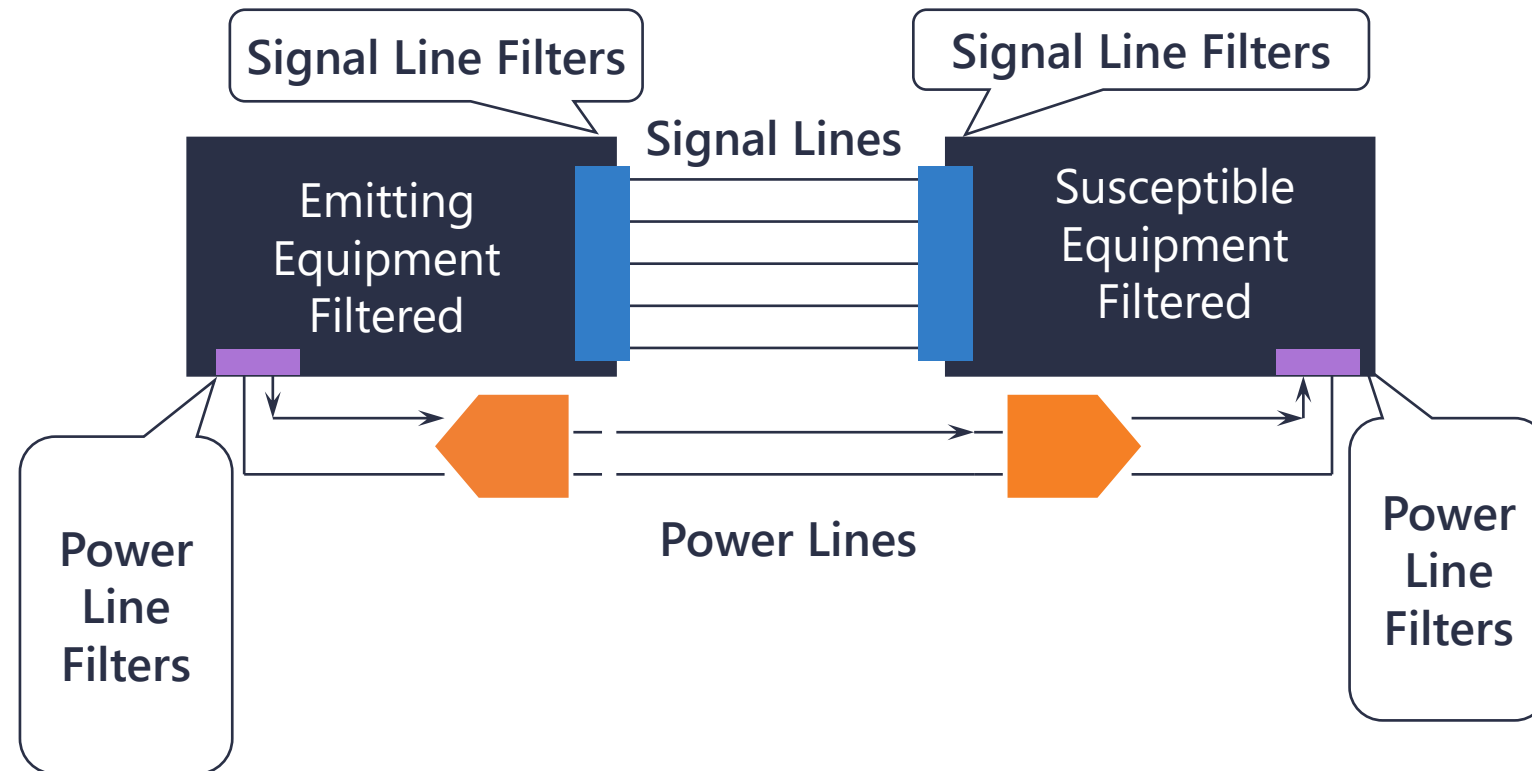 Signal Line Filters
Signal Line Filters
Signal Lines
Emitting
Equipment
Filtered
Susceptible
Equipment
Filtered
Power Lines
Power
Line
Filters
Power
Line
Filters